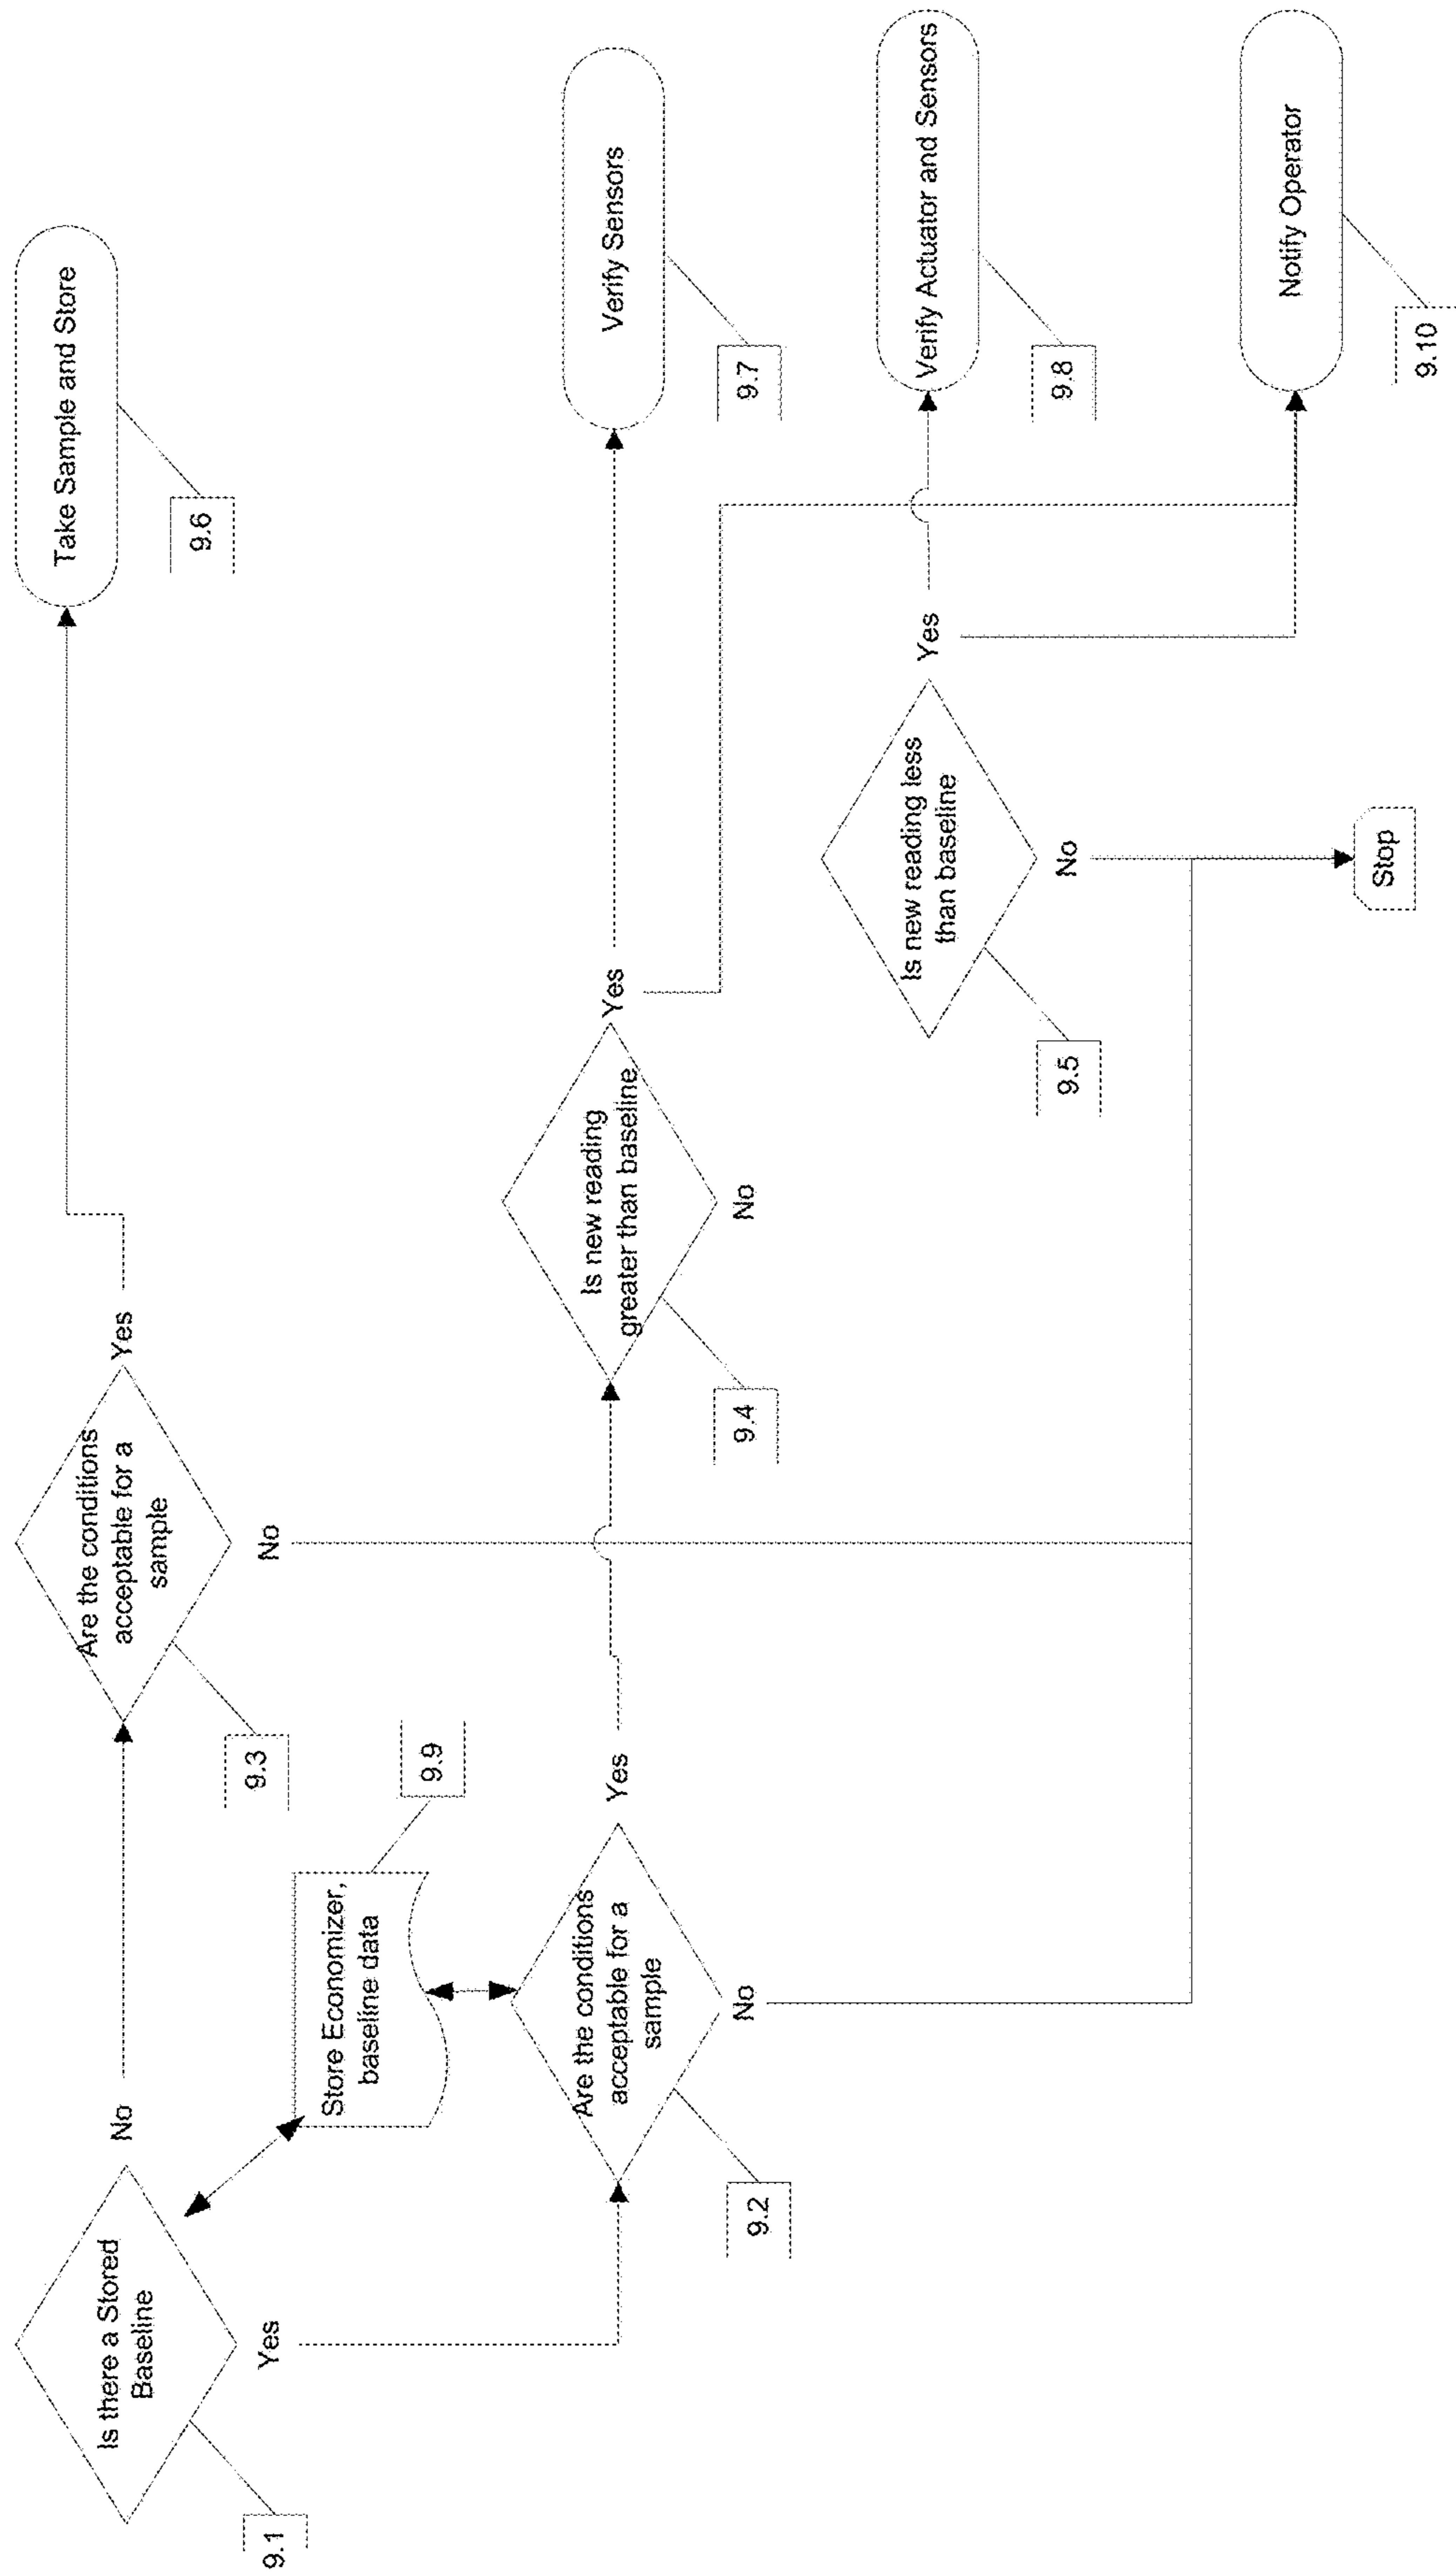 Is there a Stored
Baseline
9.1
No
Yes
Are the conditions
acceptable for a
sample
9.3
Yes
No
Take Sample and Store
9.6
Store Economizer,
baseline data
9.9
Are the conditions
acceptable for a
sample
9.2
Yes
No
Is new reading
greater than baseline
9.4
Yes
No
Verify Sensors
9.7
Is new reading less
than baseline
9.5
Yes
No
Verify Actuator and Sensors
9.8
Notify Operator
9.10
Stop